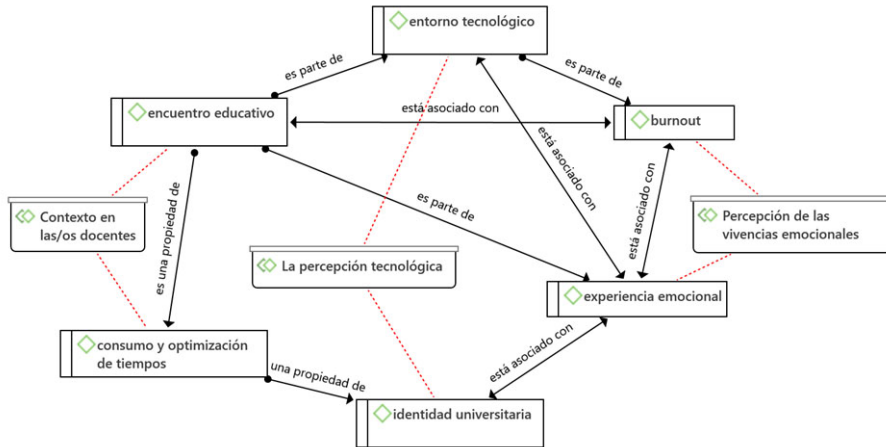 entorno tecnológico
es parte de
es parte de
encuentro educativo
está asociado con
burnout
está asociado con
está asociado con
es una propiedad de
es parte de
Contexto en
las/os docentes
La percepción tecnológica
Percepción de las
vivencias emocionales
experiencia emocional
consumo y optimización
de tiempos
una propiedad de
está asociado con
identidad universitaria